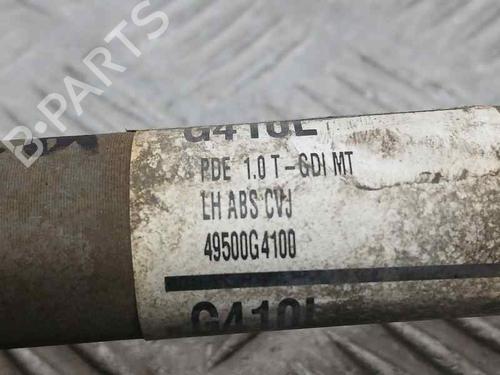 B-PARTS
G410L
PDE 1.0 T-GDI MT
LH ABS CVJ
49500G4100
G410L